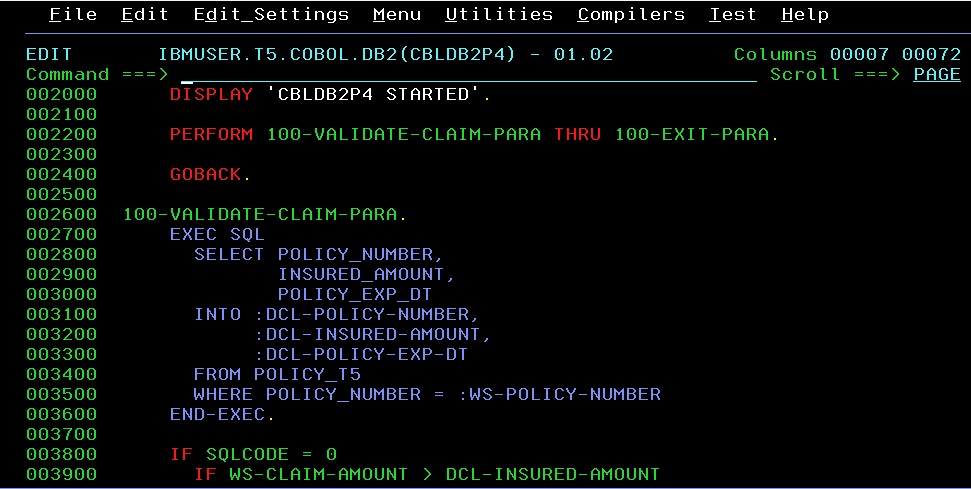 File  Edit  Edit_Settings  Menu  Utilities  Compilers  Test  Help
EDIT       IBMUSER.T5.COBOL.DB2(CBLDB2P4) - 01.02          Columns 00007 00072
Command ===>                                                  Scroll ===> PAGE
002000      DISPLAY 'CBLDB2P4 STARTED'.
002100
002200      PERFORM 100-VALIDATE-CLAIM-PARA THRU 100-EXIT-PARA.
002300
002400      GOBACK.
002500
002600  100-VALIDATE-CLAIM-PARA.
002700      EXEC SQL
002800        SELECT POLICY_NUMBER,
002900               INSURED_AMOUNT,
003000               POLICY_EXP_DT
003100        INTO :DCL-POLICY-NUMBER,
003200             :DCL-INSURED-AMOUNT,
003300             :DCL-POLICY-EXP-DT
003400        FROM POLICY_T5
003500        WHERE POLICY_NUMBER = :WS-POLICY-NUMBER
003600      END-EXEC.
003700
003800      IF SQLCODE = 0
003900        IF WS-CLAIM-AMOUNT > DCL-INSURED-AMOUNT